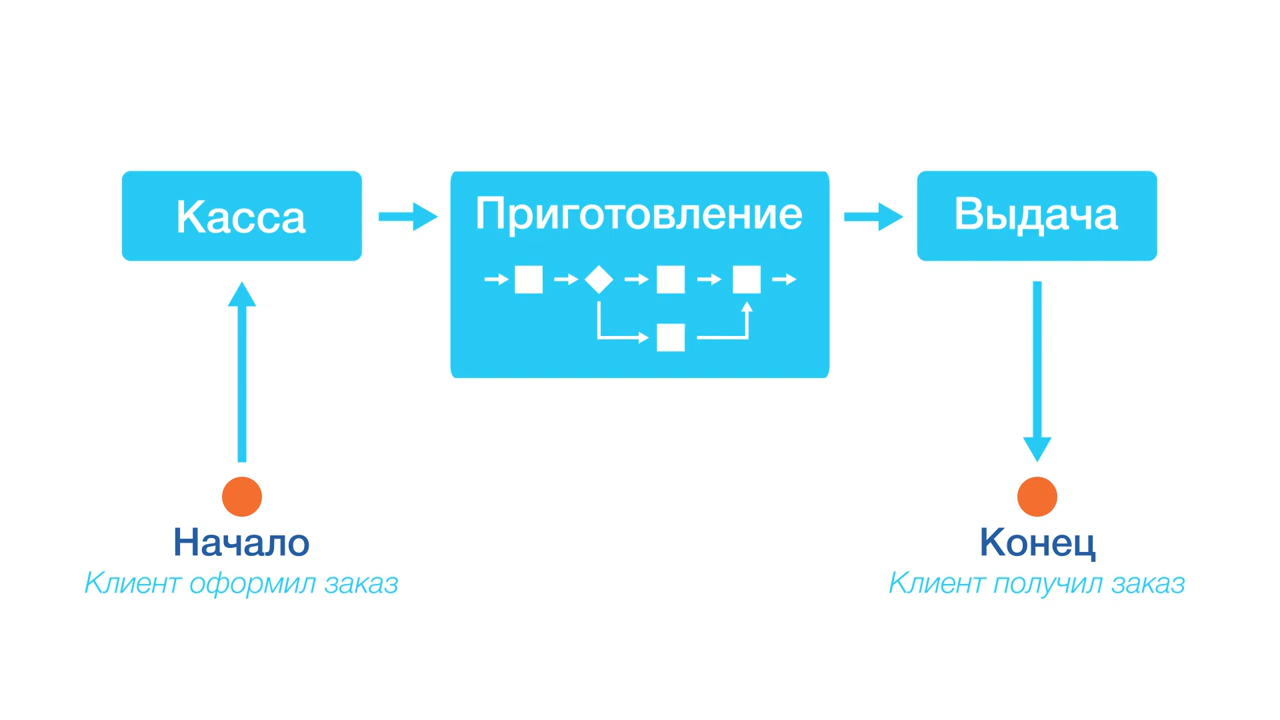 Касса
Приготовление
Выдача
Начало
Клиент оформил заказ
Конец
Клиент получил заказ